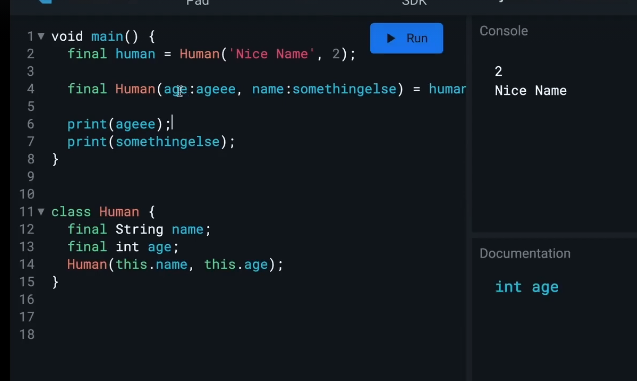 Pad
SDK
Run
1 void main() {
2 final human = Human('Nice Name', 2);
3
4 final Human(age:ageee, name:somethingelse) = human
5
6 print(ageee);
7 print(somethingelse);
8 }
9
10
11 class Human {
12 final String name;
13 final int age;
14 Human(this.name, this.age);
15 }
16
17
18
Console
2
Nice Name
Documentation
int age